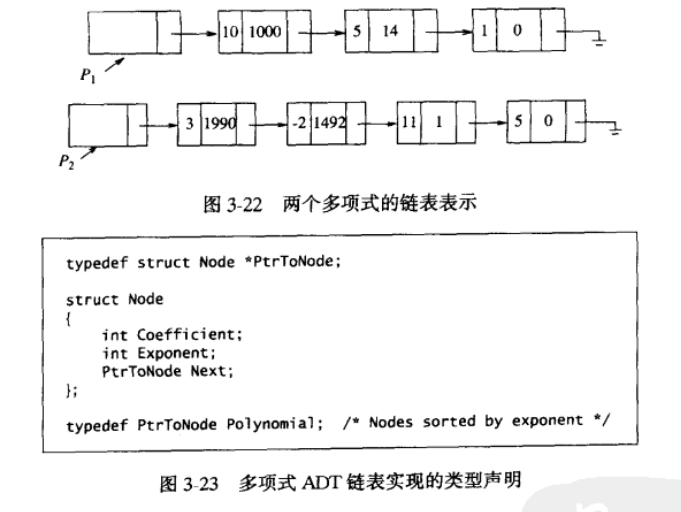 10 1000 5 14 1 0
P1
3 1990 -2 1492 11 1 5 0
P2
图 3-22 两个多项式的链表表示
typedef struct Node *PtrToNode;
struct Node
{
int Coefficient;
int Exponent;
PtrToNode Next;
};
typedef PtrToNode Polynomial; /* Nodes sorted by exponent */
图 3-23 多项式 ADT 链表实现的类型声明